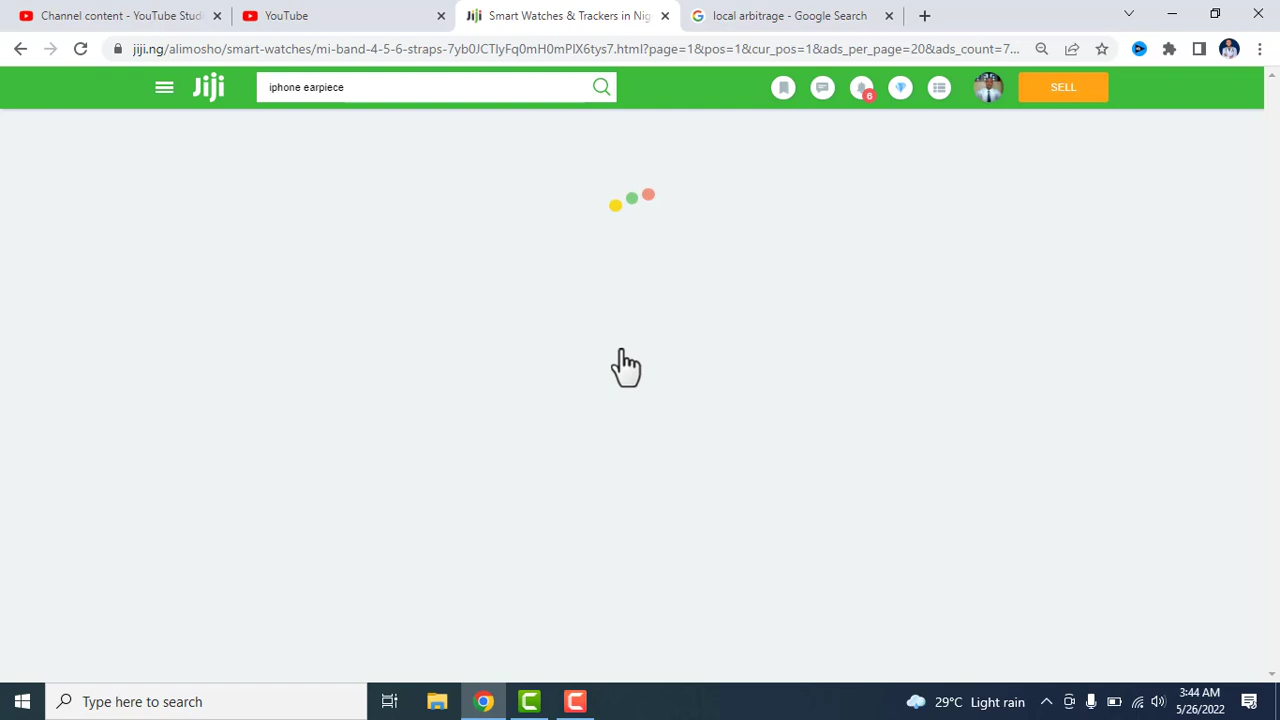 Channel content - YouTube Studi
YouTube
Jiji Smart Watches & Trackers in Nig
local arbitrage - Google Search
jiji.ng/alimosho/smart-watches/mi-band-4-5-6-straps-7yb0JCTlyFq0mH0mPlX6tys7.html?page=1&pos=1&cur_pos=1&ads_per_page=20&ads_count=7...
Jiji
iphone earpiece
6
SELL
Type here to search
29°C Light rain
3:44 AM
5/26/2022